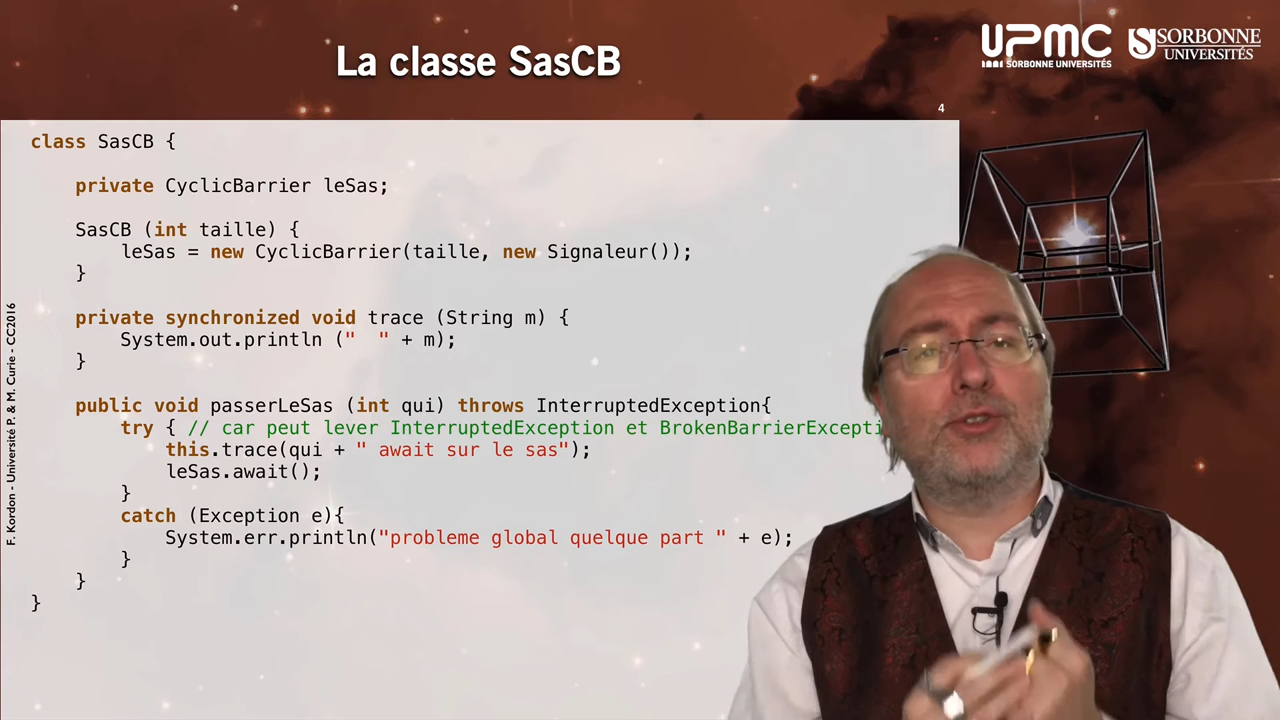 La classe SasCB
UPMC
SORBONNE UNIVERSITÉS
SORBONNE
UNIVERSITÉS
4
class SasCB {
private CyclicBarrier leSas;
SasCB (int taille) {
leSas = new CyclicBarrier(taille, new Signaleur());
}
private synchronized void trace (String m) {
System.out.println ("  " + m);
}
public void passerLeSas (int qui) throws InterruptedException{
try { // car peut lever InterruptedException et BrokenBarrierExcepti
this.trace(qui + " await sur le sas");
leSas.await();
}
catch (Exception e){
System.err.println("probleme global quelque part " + e);
}
}
}
F. Kordon - Université P. & M. Curie - CC2016